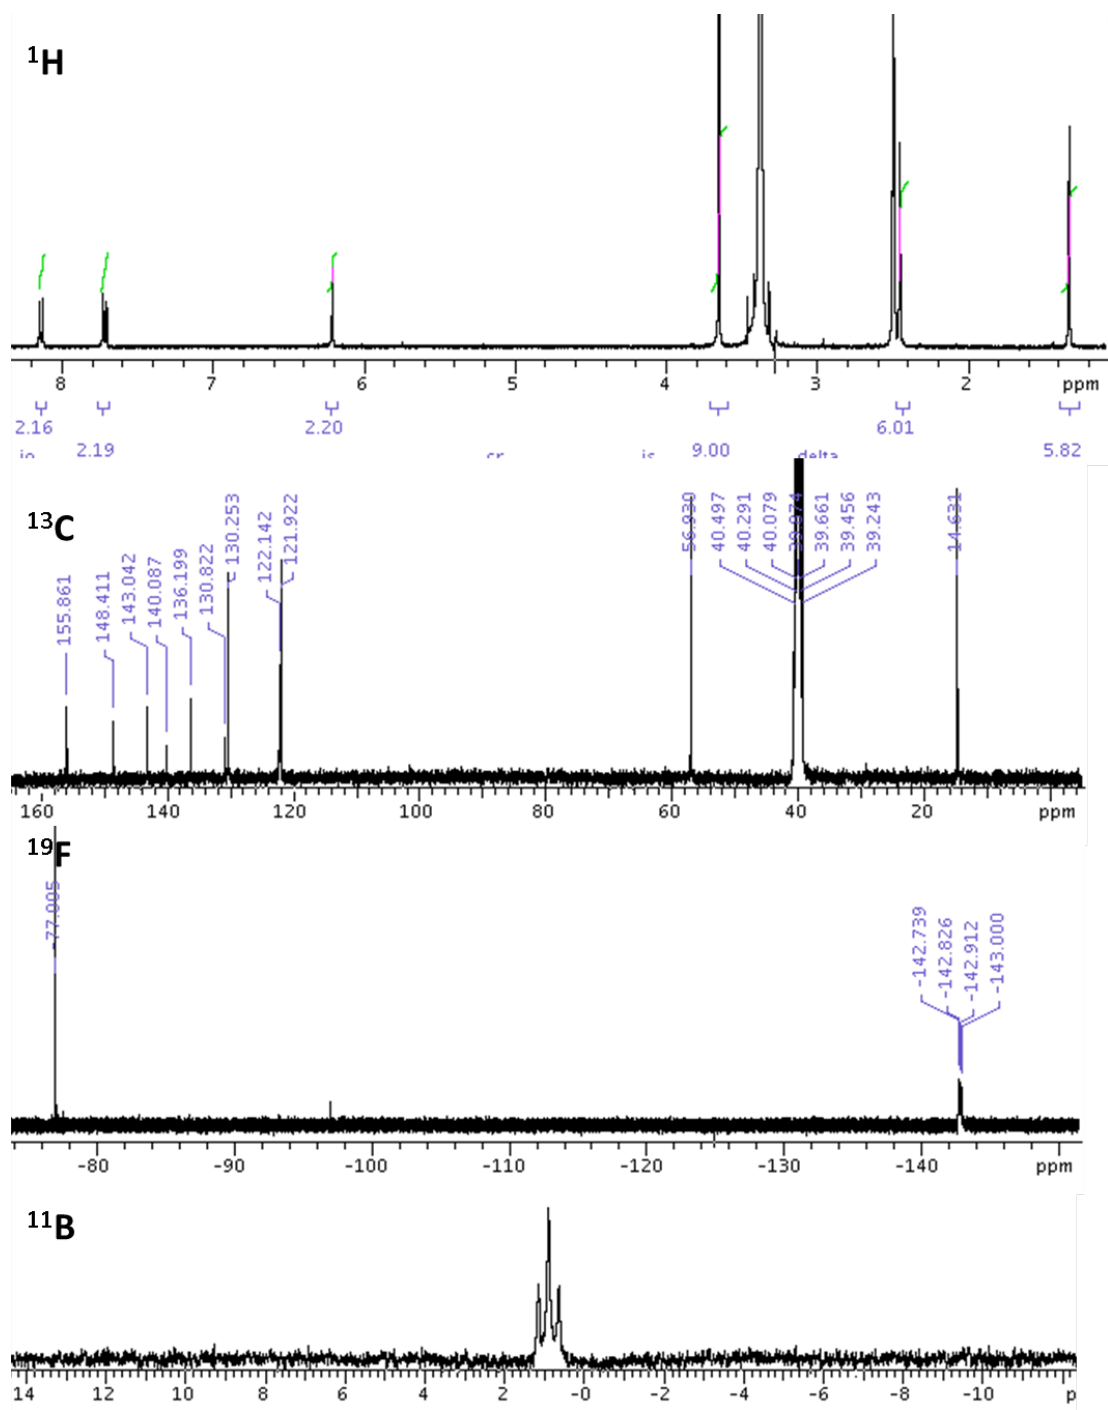 ¹H
8 7 6 5 4 3 2 ppm
2.16 2.19 2.20 9.00 6.01 5.82
¹³C
155.861 148.411 143.042 140.087 136.199 130.822 130.253 122.142 121.922 56.930 40.497 40.291 40.079 39.874 39.661 39.456 39.243 14.631
160 140 120 100 80 60 40 20 ppm
¹⁹F
-77.005 -142.739 -142.826 -142.912 -143.000
-80 -90 -100 -110 -120 -130 -140 ppm
¹¹B
14 12 10 8 6 4 2 -0 -2 -4 -6 -8 -10 p